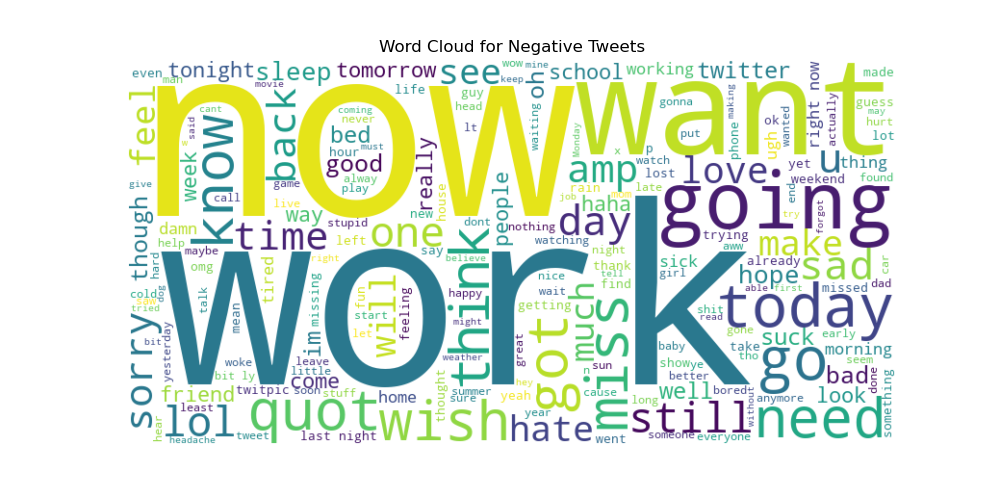 Word Cloud for Negative Tweets
even
tonight
sleep
tomorrow
see
oh
school
working
twitter
right now
made
man
movie
life
guy
head
wow
keep
mine
waiting
gonna
making
guess
may
hurt
lot
actually
now
want
feel
said
cant
know
week
back
coming
never
bed
hour
must
good
alway
play
lt
really
people
amp
Monday
x
p
watch
lost
put
phone
ok
ugh
wanted
yet
u
thing
found
love
weekend
end
going
give
call
game
live
way
stupid
house
new
dont
nothing
rain
haha
late
mom
job
day
try
forgot
trying
though
damn
help
maybe
time
left
one
say
think
believe
watching
night
aww
make
already
sad
car
dad
hard
omg
tired
right
will
fun
feeling
nice
thank
tell
find
sick
girl
hope
able
first
missed
cold
dog
saw
tried
talk
mean
im
missing
start
let
happy
wait
getting
much
miss
work
today
bit
yesterday
woke
leave
little
might
weather
great
sun
got
n
shit
read
gone
suck
early
go
morning
seem
sorry
bit ly
twitpic
soon
come
stuff
home
thought
summer
sure
hey
yeah
cause
baby
show
ye
better
take
tho
bored
anymore
bad
look
done
something
friend
least
lol
quot
wish
year
hate
long
well
still
without
need
hear
headache
tweet
last night
went
someone
everyone